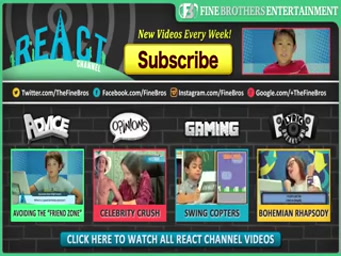 FB FINE BROTHERS ENTERTAINMENT
REACT
CHANNEL
New Videos Every Week!
Subscribe
Twitter.com/TheFineBros
Facebook.com/FineBros
Instagram.com/FineBros
Google.com/+TheFineBros
ADVICE
OPINIONS
GAMING
LYRIC
AVOIDING THE "FRIEND ZONE"
CELEBRITY CRUSH
SWING COPTERS
BOHEMIAN RHAPSODY
CLICK HERE TO WATCH ALL REACT CHANNEL VIDEOS